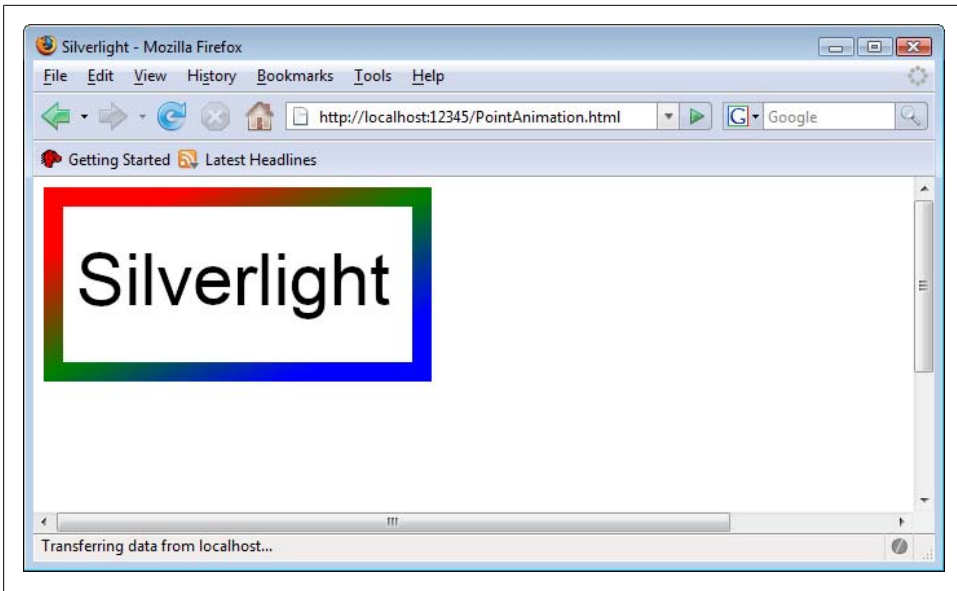 Silverlight - Mozilla Firefox
File Edit View History Bookmarks Tools Help
http://localhost:12345/PointAnimation.html
G Google
Getting Started Latest Headlines
Silverlight
Transferring data from localhost...